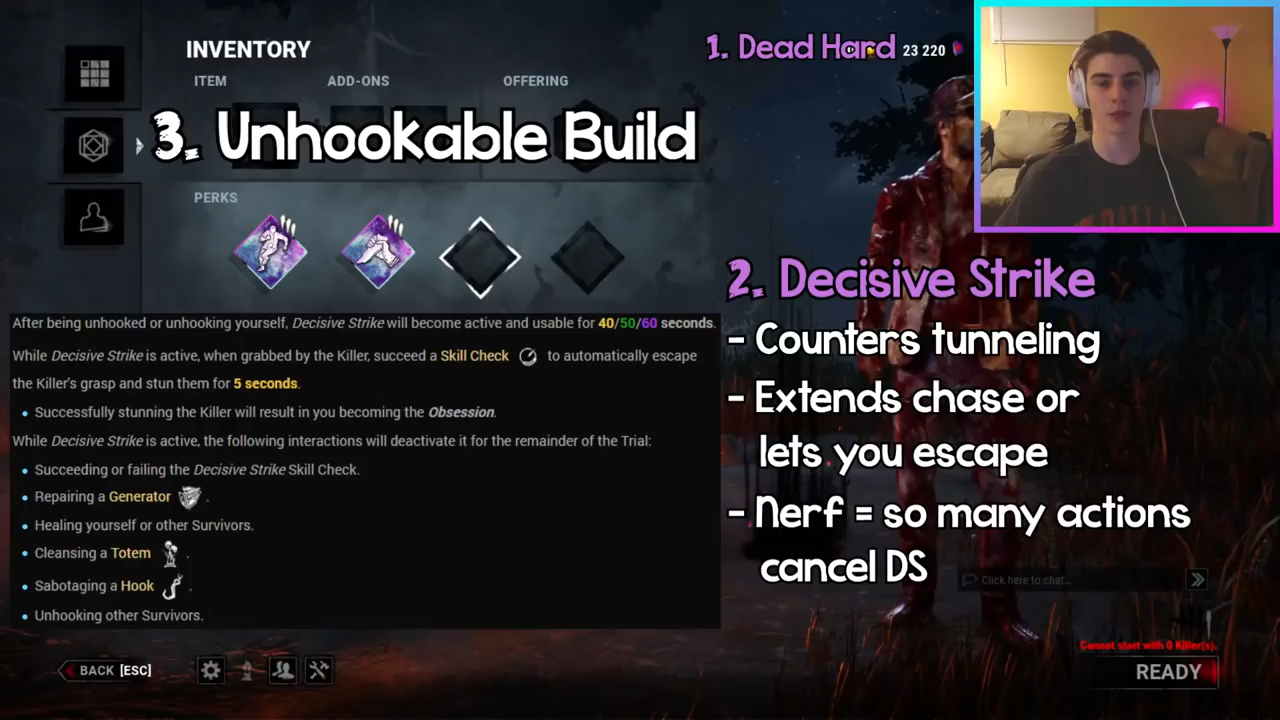 INVENTORY
ITEM ADD-ONS OFFERING
1. Dead Hard 23 220
3. Unhookable Build
PERKS
After being unhooked or unhooking yourself, Decisive Strike will become active and usable for 40/50/60 seconds.
While Decisive Strike is active, when grabbed by the Killer, succeed a Skill Check to automatically escape
the Killer's grasp and stun them for 5 seconds.
• Successfully stunning the Killer will result in you becoming the Obsession.
While Decisive Strike is active, the following interactions will deactivate it for the remainder of the Trial:
• Succeeding or failing the Decisive Strike Skill Check.
• Repairing a Generator .
• Healing yourself or other Survivors.
• Cleansing a Totem .
• Sabotaging a Hook .
• Unhooking other Survivors.
2. Decisive Strike
- Counters tunneling
- Extends chase or
lets you escape
- Nerf = so many actions
cancel DS
Click here to chat...
Cannot start with 0 Killer(s).
BACK [ESC]
READY